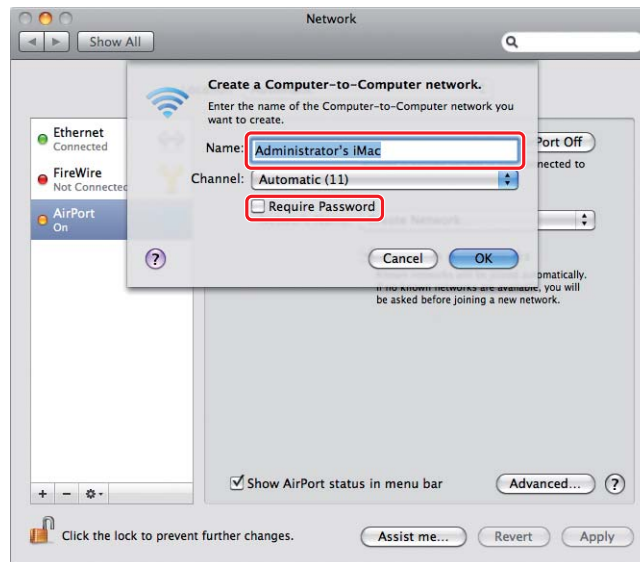 Network
Show All
Create a Computer-to-Computer network.
Enter the name of the Computer-to-Computer network you
want to create.
Name: Administrator's iMac
Channel: Automatic (11)
Require Password
? Cancel OK
Ethernet
Connected
FireWire
Not Connected
AirPort
On
Port Off
nected to
omatically.
If no known networks are available, you will
be asked before joining a new network.
+ −
Show AirPort status in menu bar
Advanced... ?
Click the lock to prevent further changes.
Assist me... Revert Apply